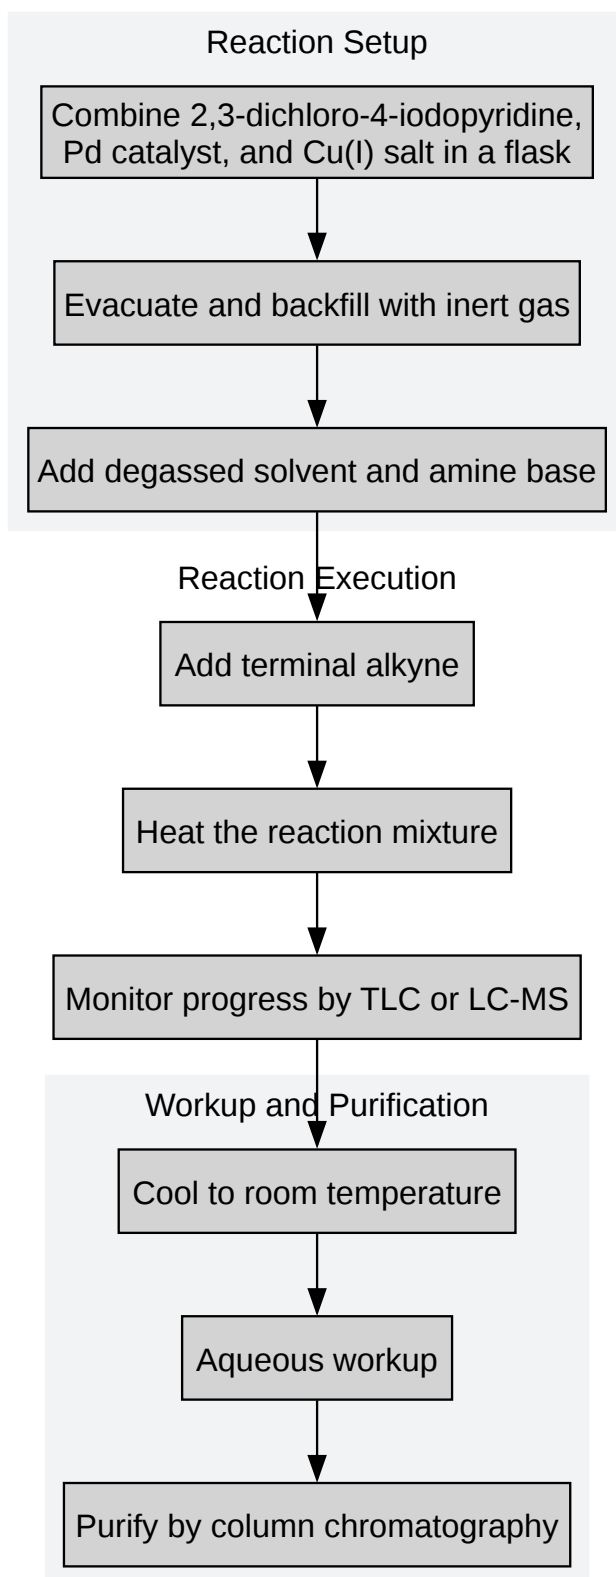 Reaction Setup
Combine 2,3-dichloro-4-iodopyridine,
Pd catalyst, and Cu(I) salt in a flask
Evacuate and backfill with inert gas
Add degassed solvent and amine base
Reaction Execution
Add terminal alkyne
Heat the reaction mixture
Monitor progress by TLC or LC-MS
Workup and Purification
Cool to room temperature
Aqueous workup
Purify by column chromatography